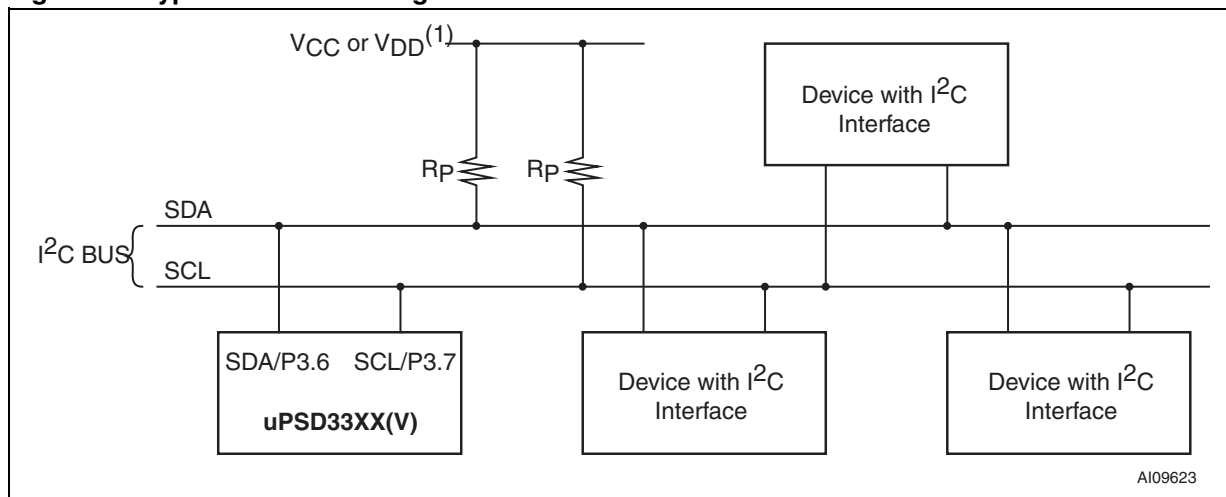 VCC or VDD(1)
Device with I2C
Interface
RP
RP
SDA
I2C BUS
SCL
SDA/P3.6 SCL/P3.7
uPSD33XX(V)
Device with I2C
Interface
Device with I2C
Interface
AI09623